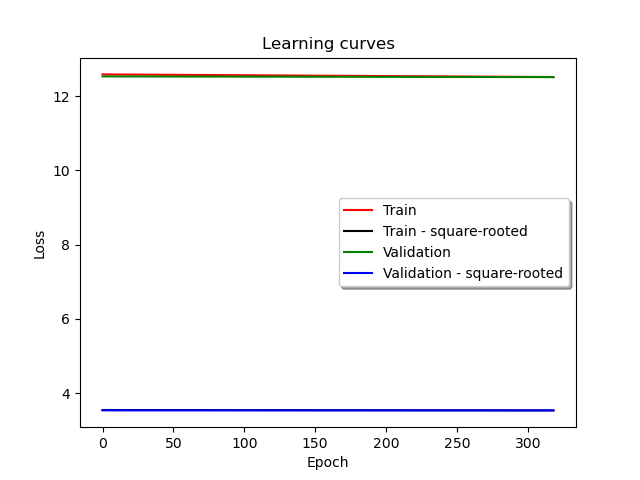 Learning curves
12
10
8
6
4
Loss
Train
Train - square-rooted
Validation
Validation - square-rooted
0 50 100 150 200 250 300
Epoch